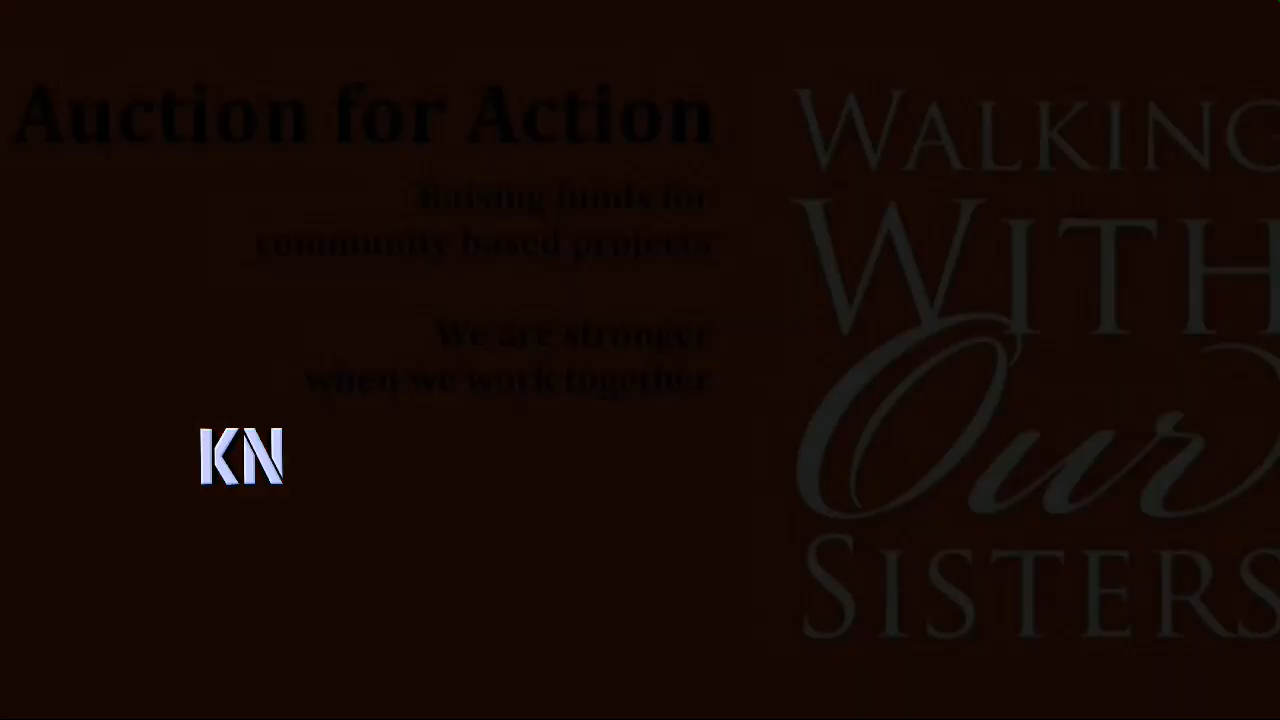 Auction for Action
Raising funds for
community based projects
We are stronger
when we work together
KN
WALKING
WITH
Our
SISTERS